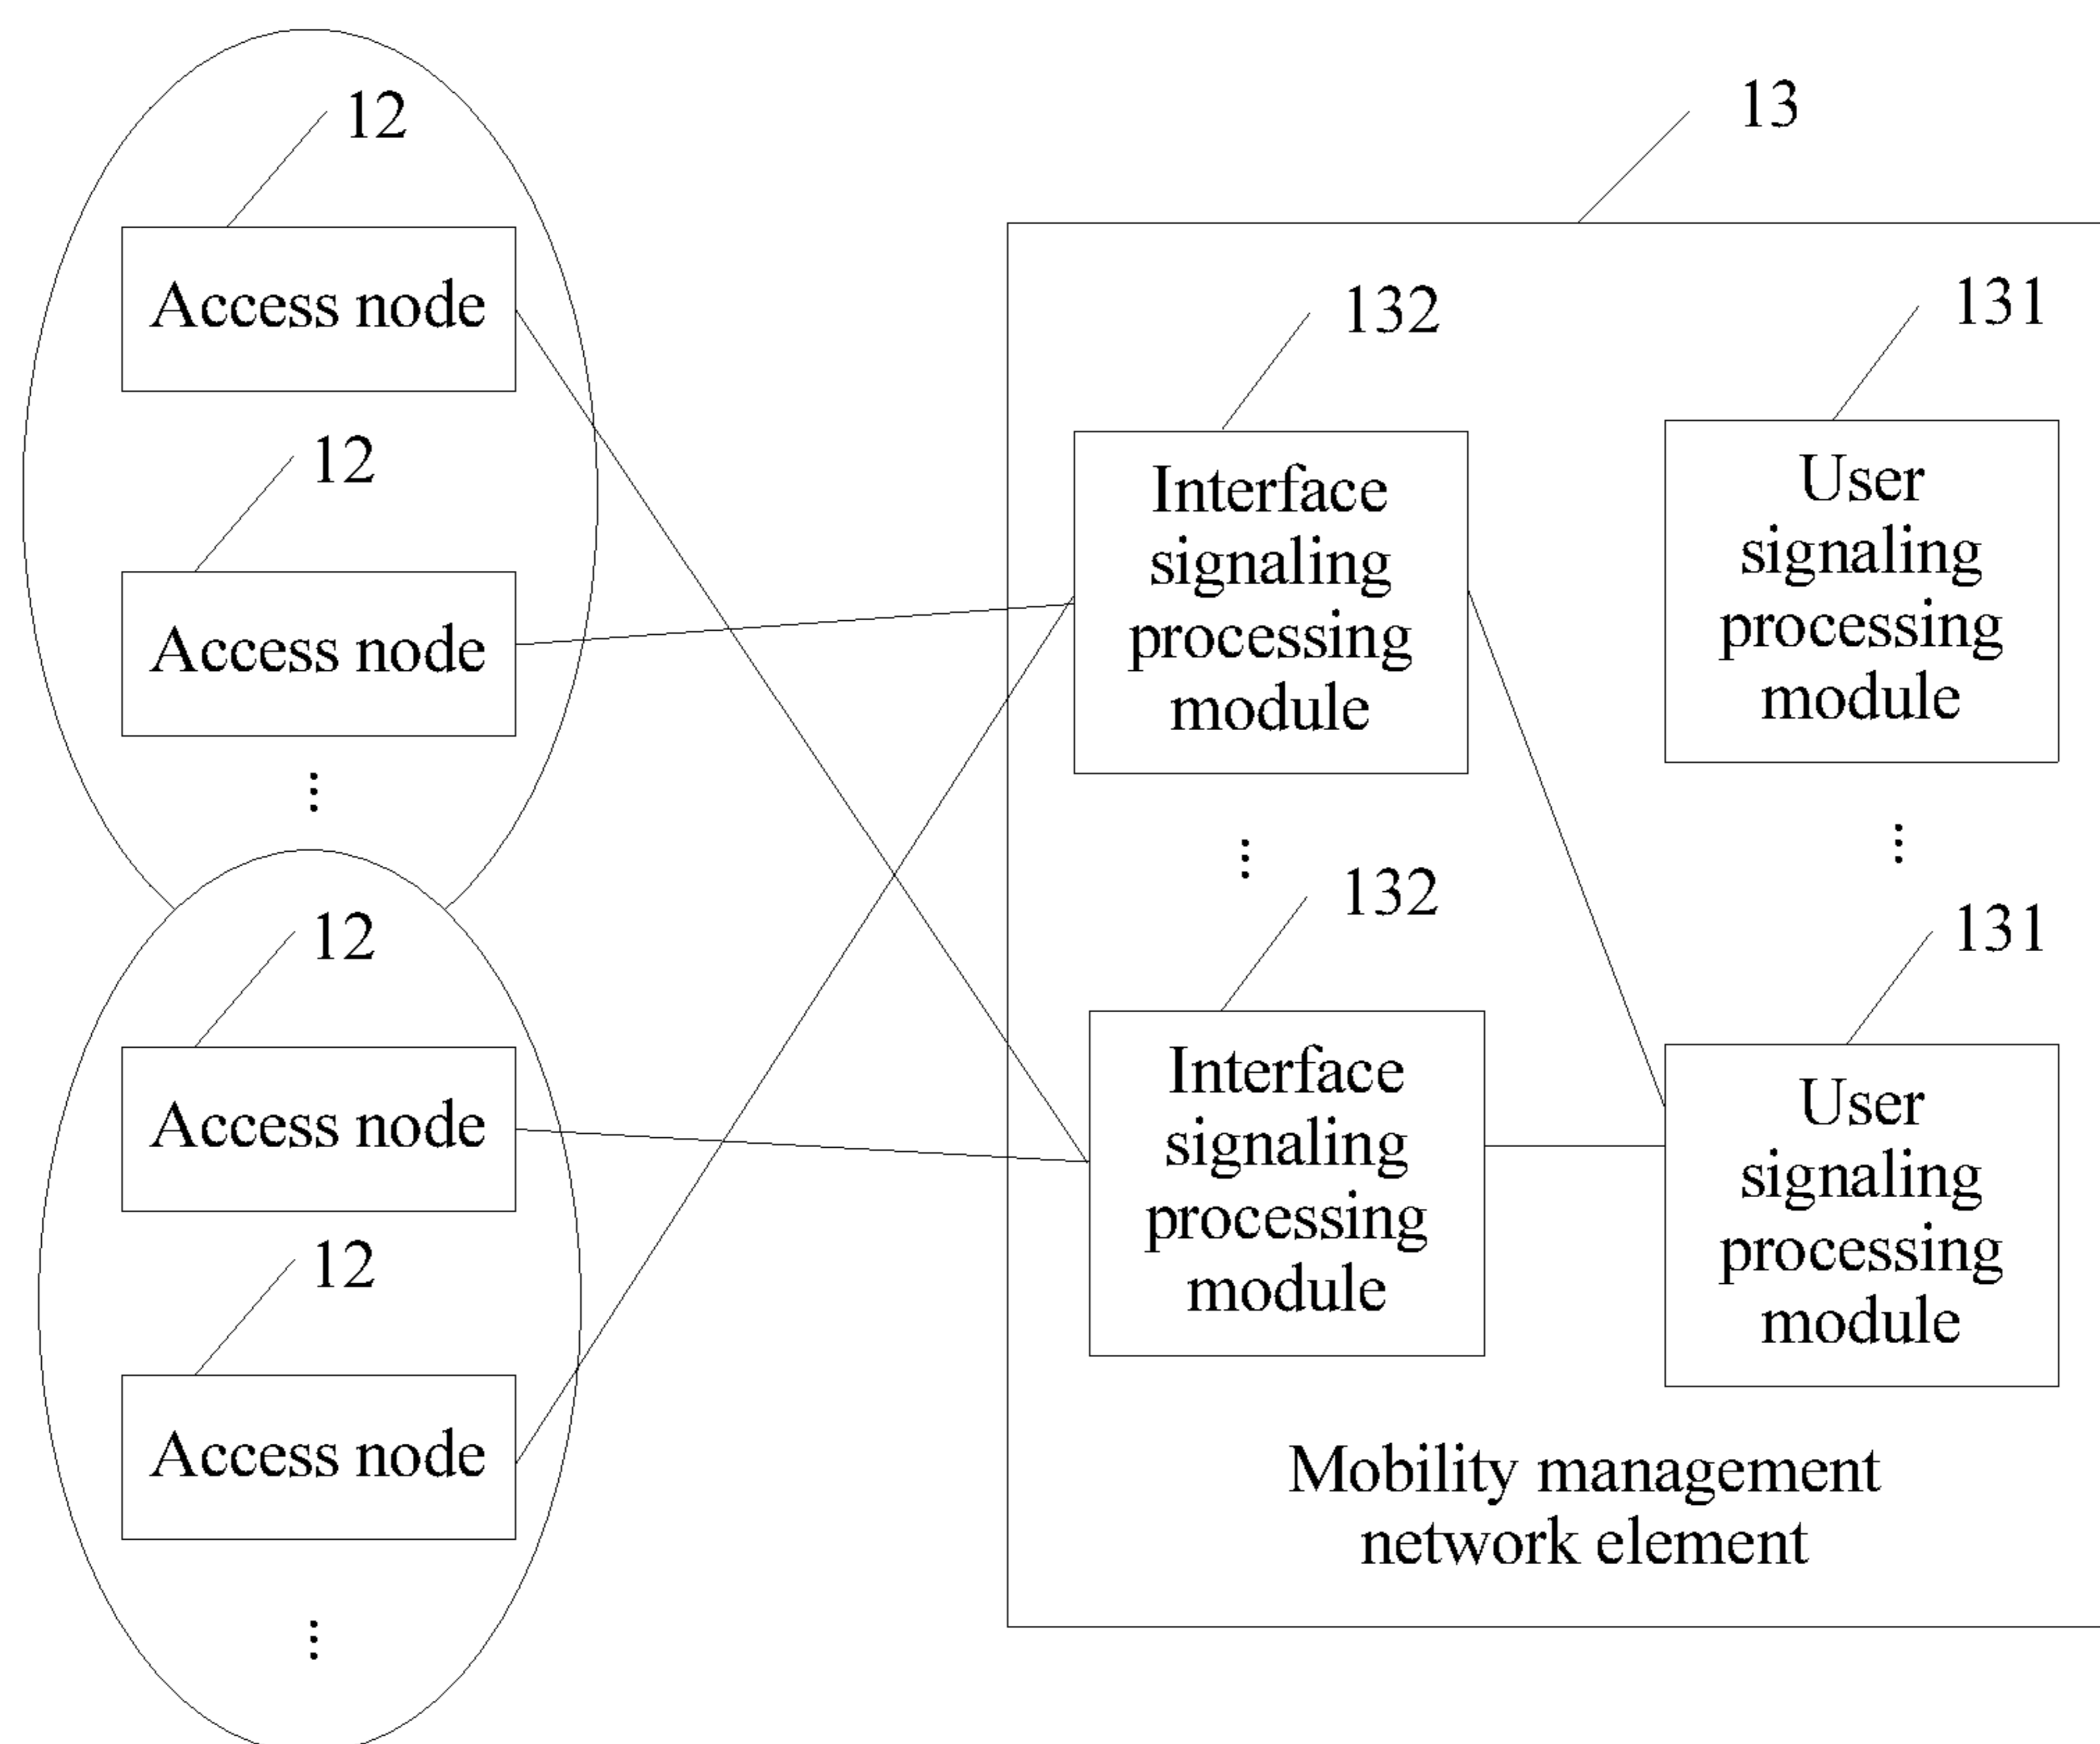 12
Access node
12
Access node
⋮
12
Access node
12
Access node
⋮
13
132
Interface
signaling
processing
module
⋮
132
Interface
signaling
processing
module
131
User
signaling
processing
module
⋮
131
User
signaling
processing
module
Mobility management
network element